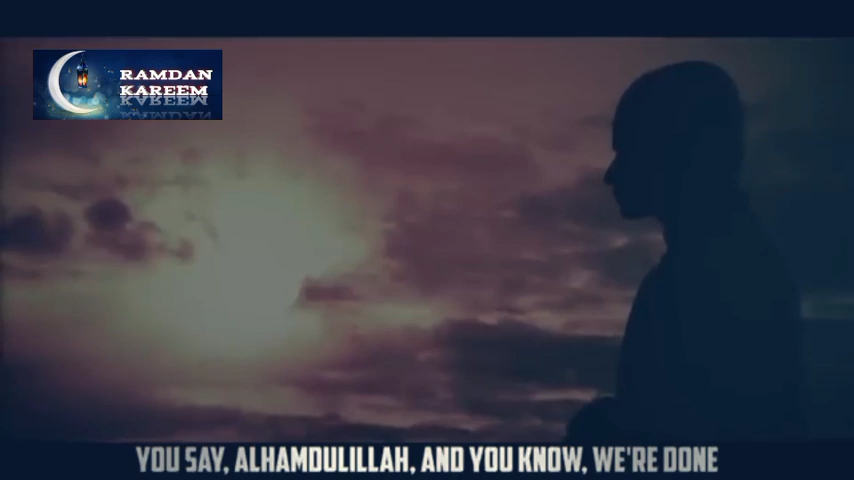 RAMDAN
KAREEM
YOU SAY, ALHAMDULILLAH, AND YOU KNOW, WE'RE DONE